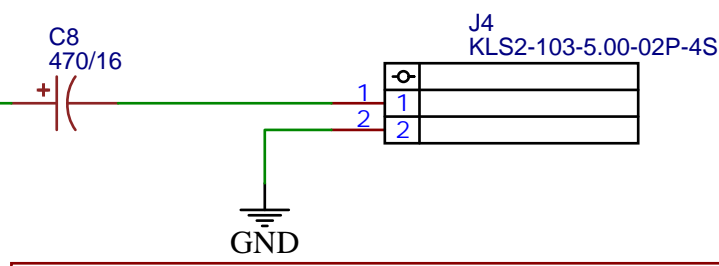 C8
470/16
J4
KLS2-103-5.00-02P-4S
+
1
1
2
2
GND